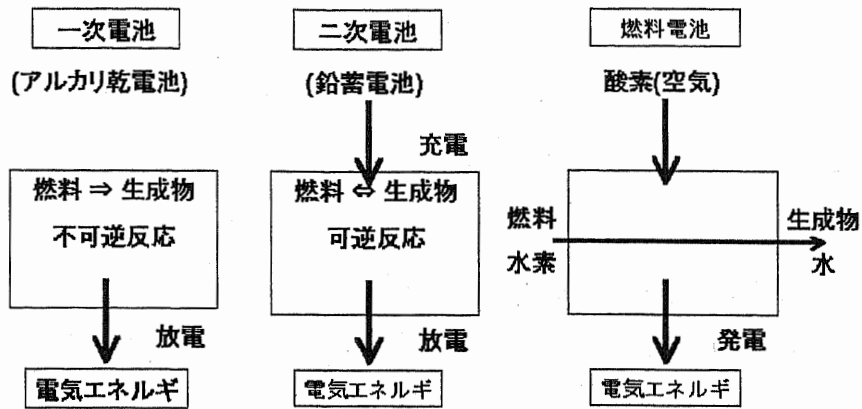 一次電池
(アルカリ乾電池)
燃料 ⇒ 生成物
不可逆反応
放電
電気エネルギ
二次電池
(鉛蓄電池)
充電
燃料 ⇔ 生成物
可逆反応
放電
電気エネルギ
燃料電池
酸素(空気)
燃料
水素
生成物
水
発電
電気エネルギ